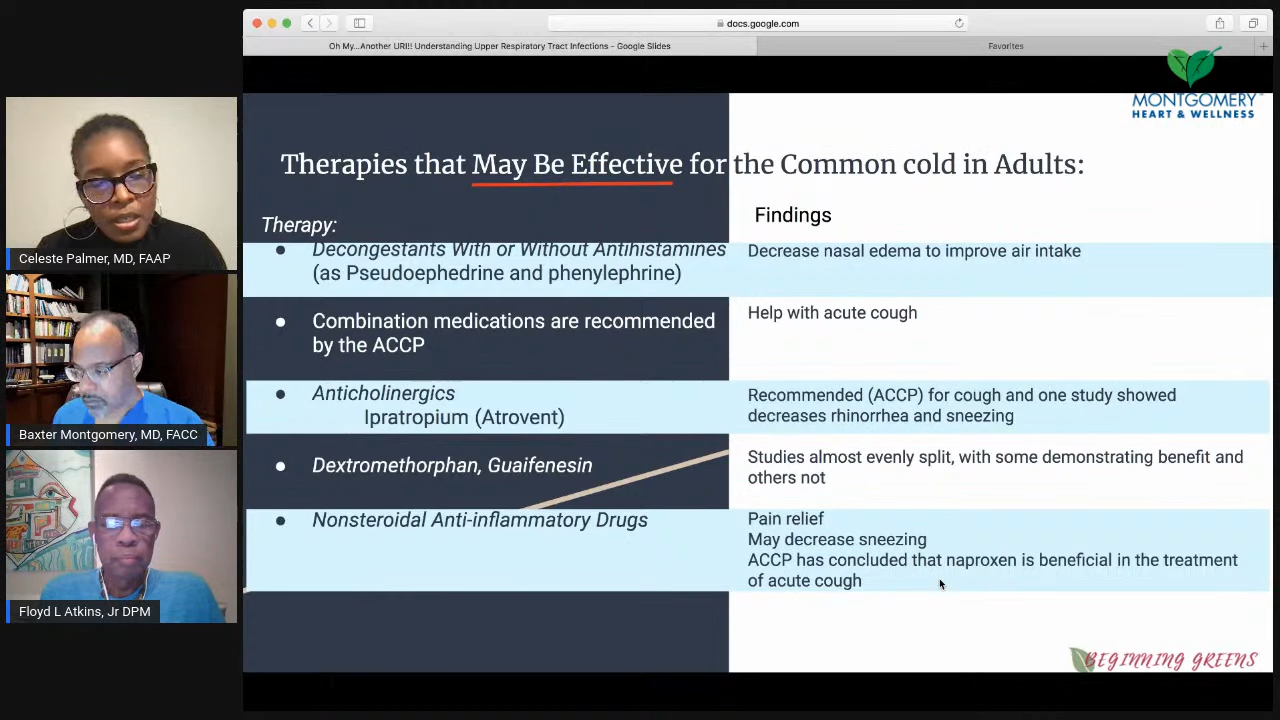 docs.google.com
Oh My...Another URI!! Understanding Upper Respiratory Tract Infections - Google Slides
Favorites
MONTGOMERY
HEART & WELLNESS
Therapies that May Be Effective for the Common cold in Adults:
Therapy:
Findings
Decongestants With or Without Antihistamines
(as Pseudoephedrine and phenylephrine)
Decrease nasal edema to improve air intake
Combination medications are recommended
by the ACCP
Help with acute cough
Anticholinergics
Ipratropium (Atrovent)
Recommended (ACCP) for cough and one study showed
decreases rhinorrhea and sneezing
Dextromethorphan, Guaifenesin
Studies almost evenly split, with some demonstrating benefit and
others not
Nonsteroidal Anti-inflammatory Drugs
Pain relief
May decrease sneezing
ACCP has concluded that naproxen is beneficial in the treatment
of acute cough
BEGINNING GREENS
Celeste Palmer, MD, FAAP
Baxter Montgomery, MD, FACC
Floyd L Atkins, Jr DPM